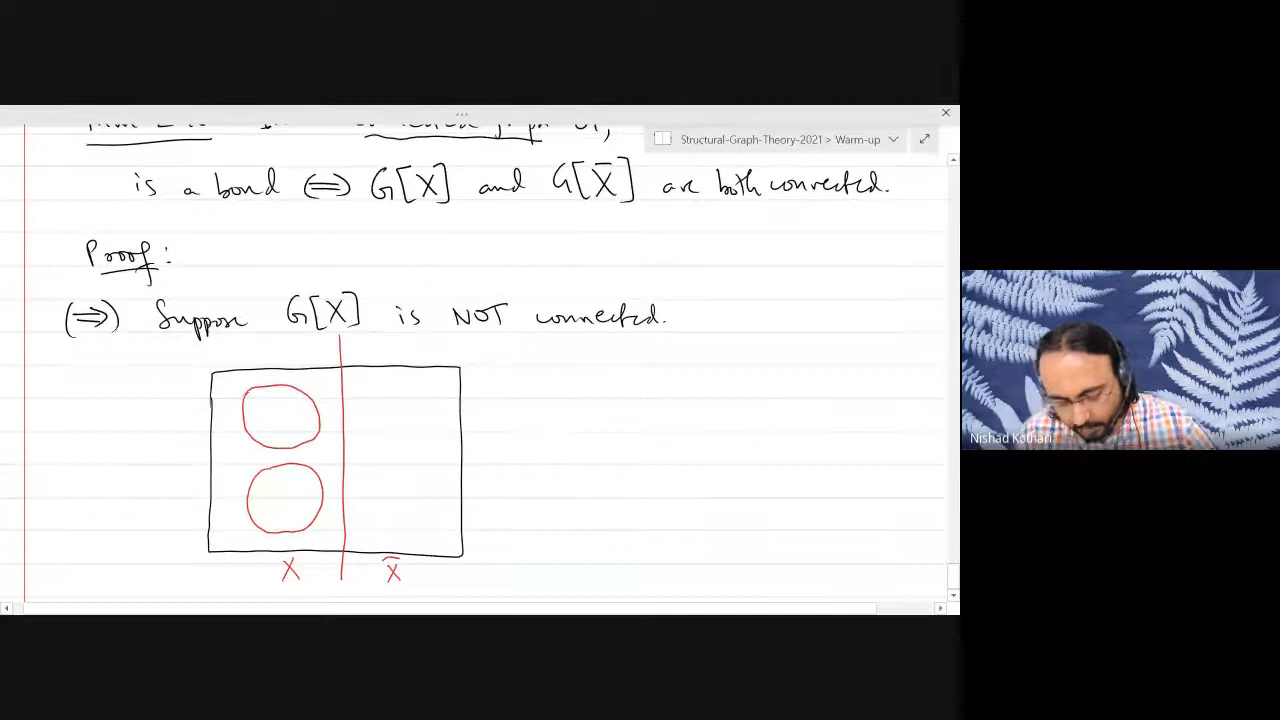 Structural-Graph-Theory-2021 > Warm-up
is a bond ⟺ G[X] and G[X̄] are both connected.
Proof:
(⟹) Suppose G[X] is NOT connected.
X X̄
Nishad Kothari